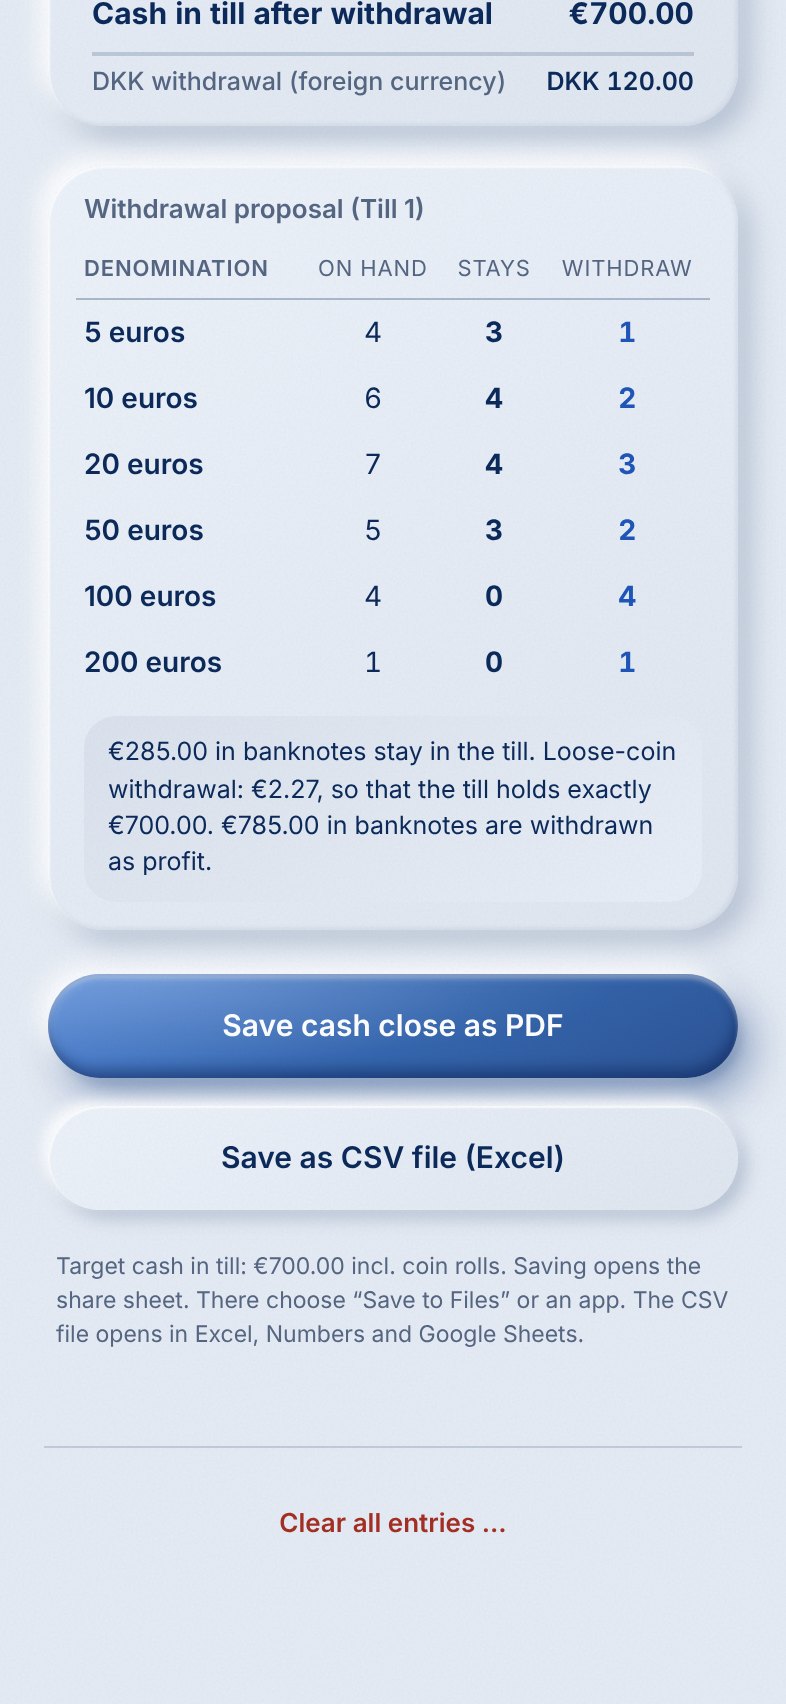 Cash in till after withdrawal €700.00
DKK withdrawal (foreign currency) DKK 120.00
Withdrawal proposal (Till 1)
DENOMINATION ON HAND STAYS WITHDRAW
5 euros 4 3 1
10 euros 6 4 2
20 euros 7 4 3
50 euros 5 3 2
100 euros 4 0 4
200 euros 1 0 1
€285.00 in banknotes stay in the till. Loose-coin
withdrawal: €2.27, so that the till holds exactly
€700.00. €785.00 in banknotes are withdrawn
as profit.
Save cash close as PDF
Save as CSV file (Excel)
Target cash in till: €700.00 incl. coin rolls. Saving opens the
share sheet. There choose “Save to Files” or an app. The CSV
file opens in Excel, Numbers and Google Sheets.
Clear all entries ...